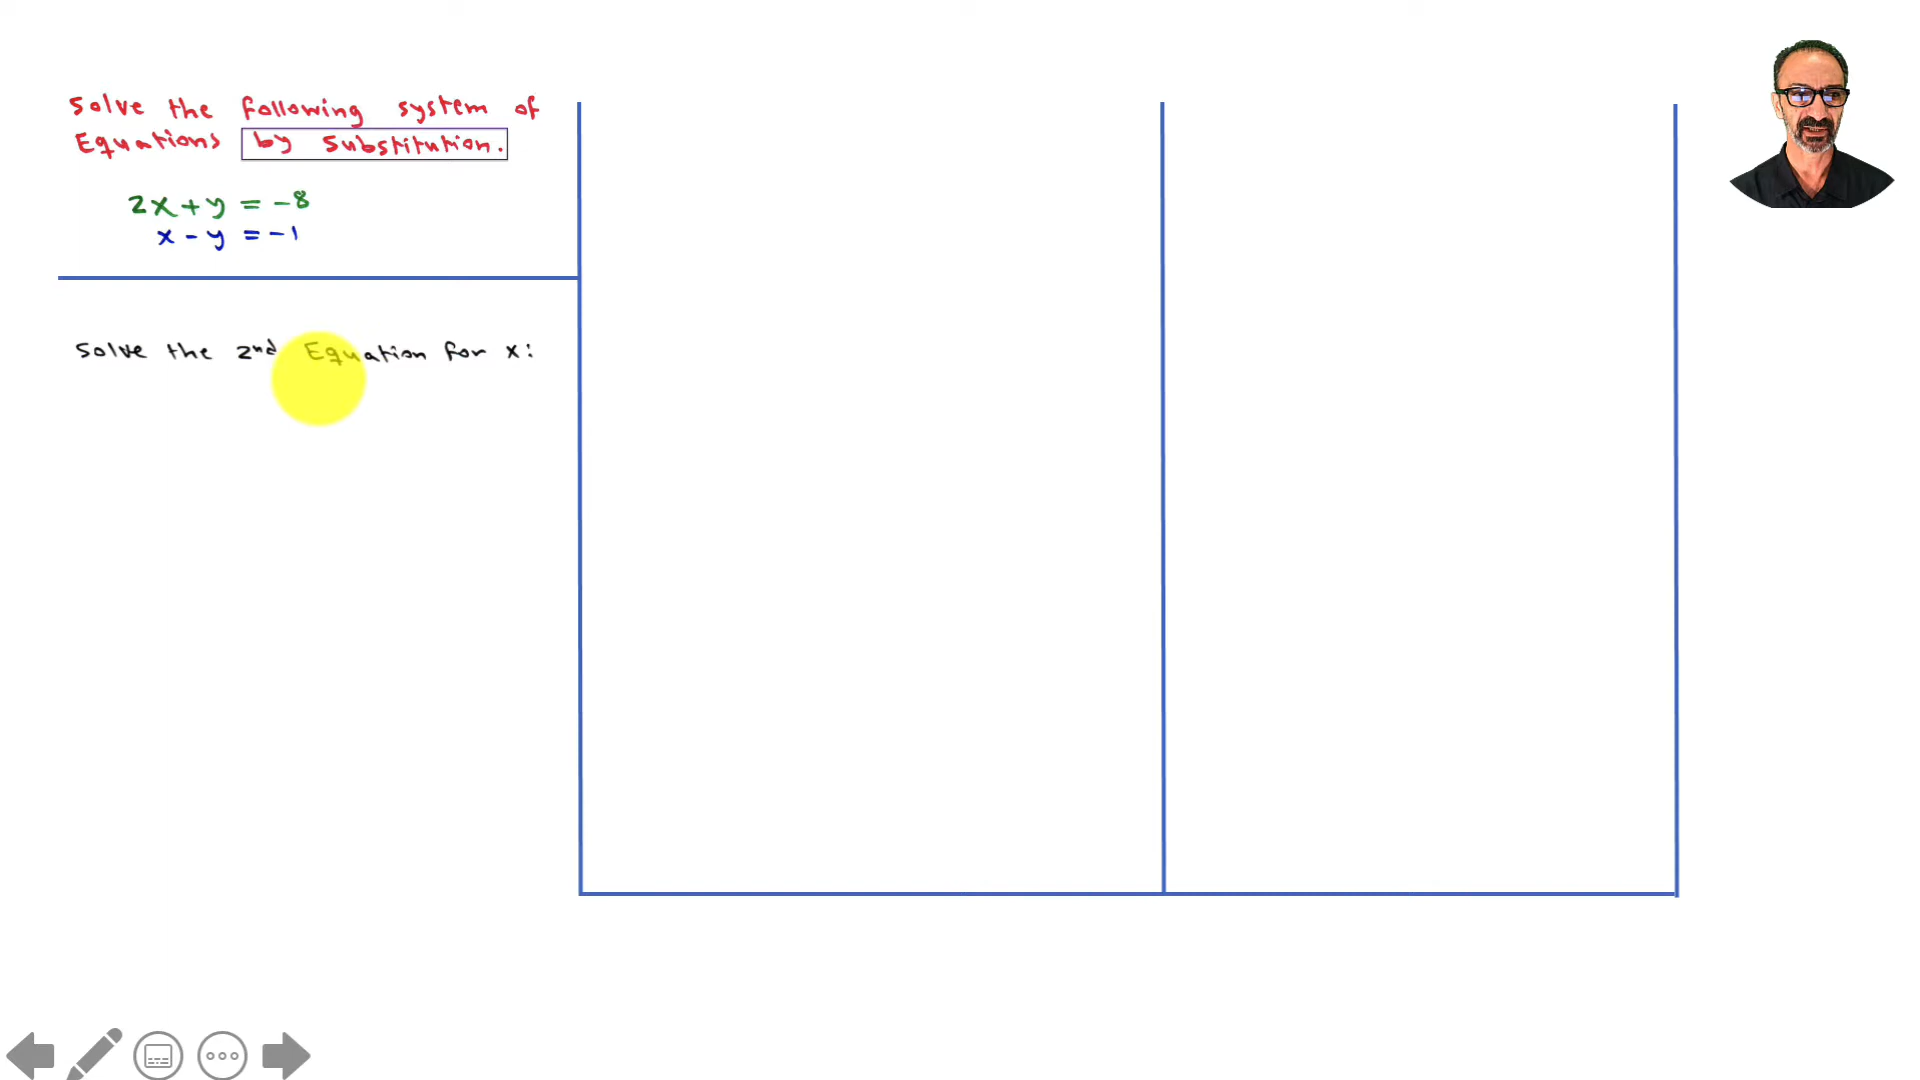 Solve the following system of
Equations by substitution.
2x + y = -8
x - y = -1
Solve the 2nd Equation for x: